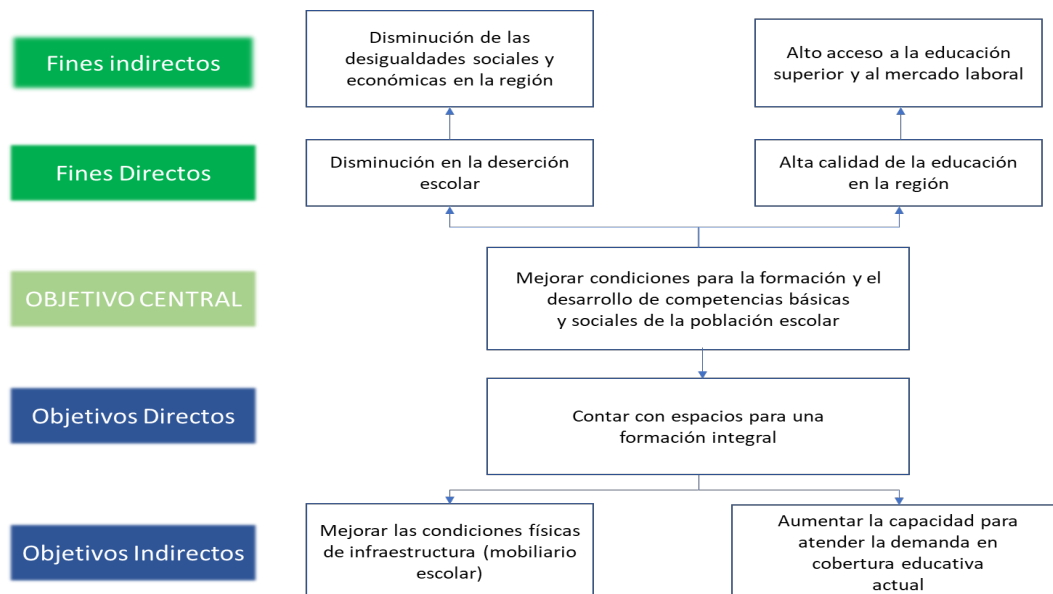 Fines indirectos
Disminución de las
desigualdades sociales y
económicas en la región
Alto acceso a la educación
superior y al mercado laboral
Fines Directos
Disminución en la deserción
escolar
Alta calidad de la educación
en la región
OBJETIVO CENTRAL
Mejorar condiciones para la formación y el
desarrollo de competencias básicas
y sociales de la población escolar
Objetivos Directos
Contar con espacios para una
formación integral
Objetivos Indirectos
Mejorar las condiciones físicas
de infraestructura (mobiliario
escolar)
Aumentar la capacidad para
atender la demanda en
cobertura educativa
actual